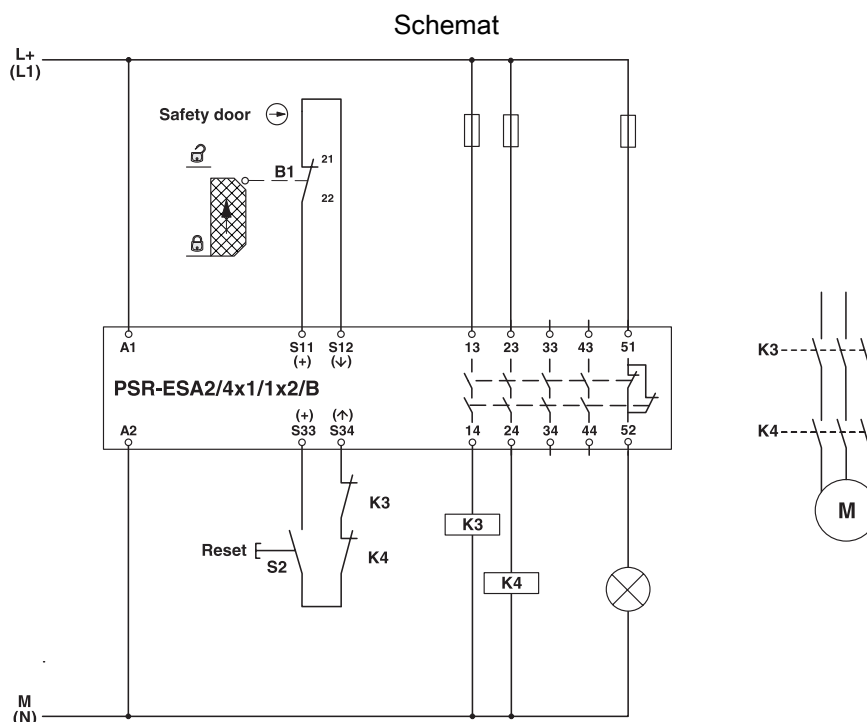 Schemat
L+
(L1)
Safety door
B1
21
22
A1
S11
(+)
S12
(↓)
13
23
33
43
51
PSR-ESA2/4x1/1x2/B
A2
(+)
S33
(↑)
S34
14
24
34
44
52
K3
K4
Reset
S2
K3
K4
K3
K4
M
M
(N)